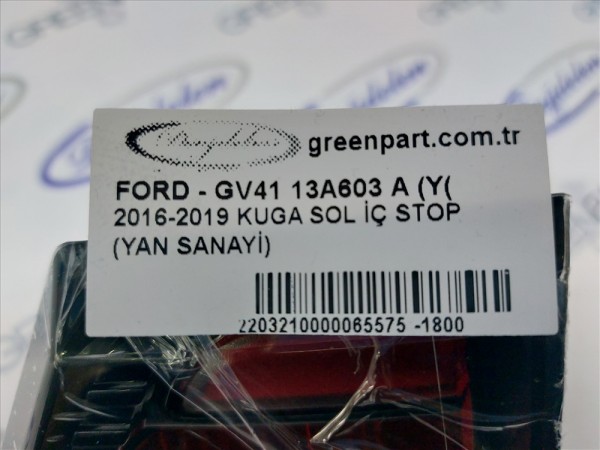 greenpart.com.tr
FORD - GV41 13A603 A (Y(
2016-2019 KUGA SOL İÇ STOP
(YAN SANAYİ)
2203210000065575 -1800